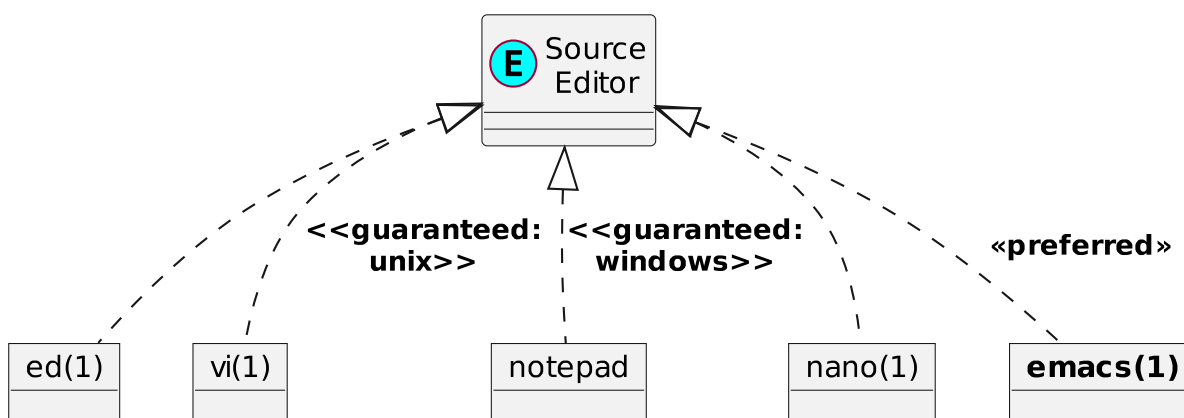 E
Source
Editor
<<guaranteed:
unix>>
<<guaranteed:
windows>>
«preferred»
ed(1)
vi(1)
notepad
nano(1)
emacs(1)